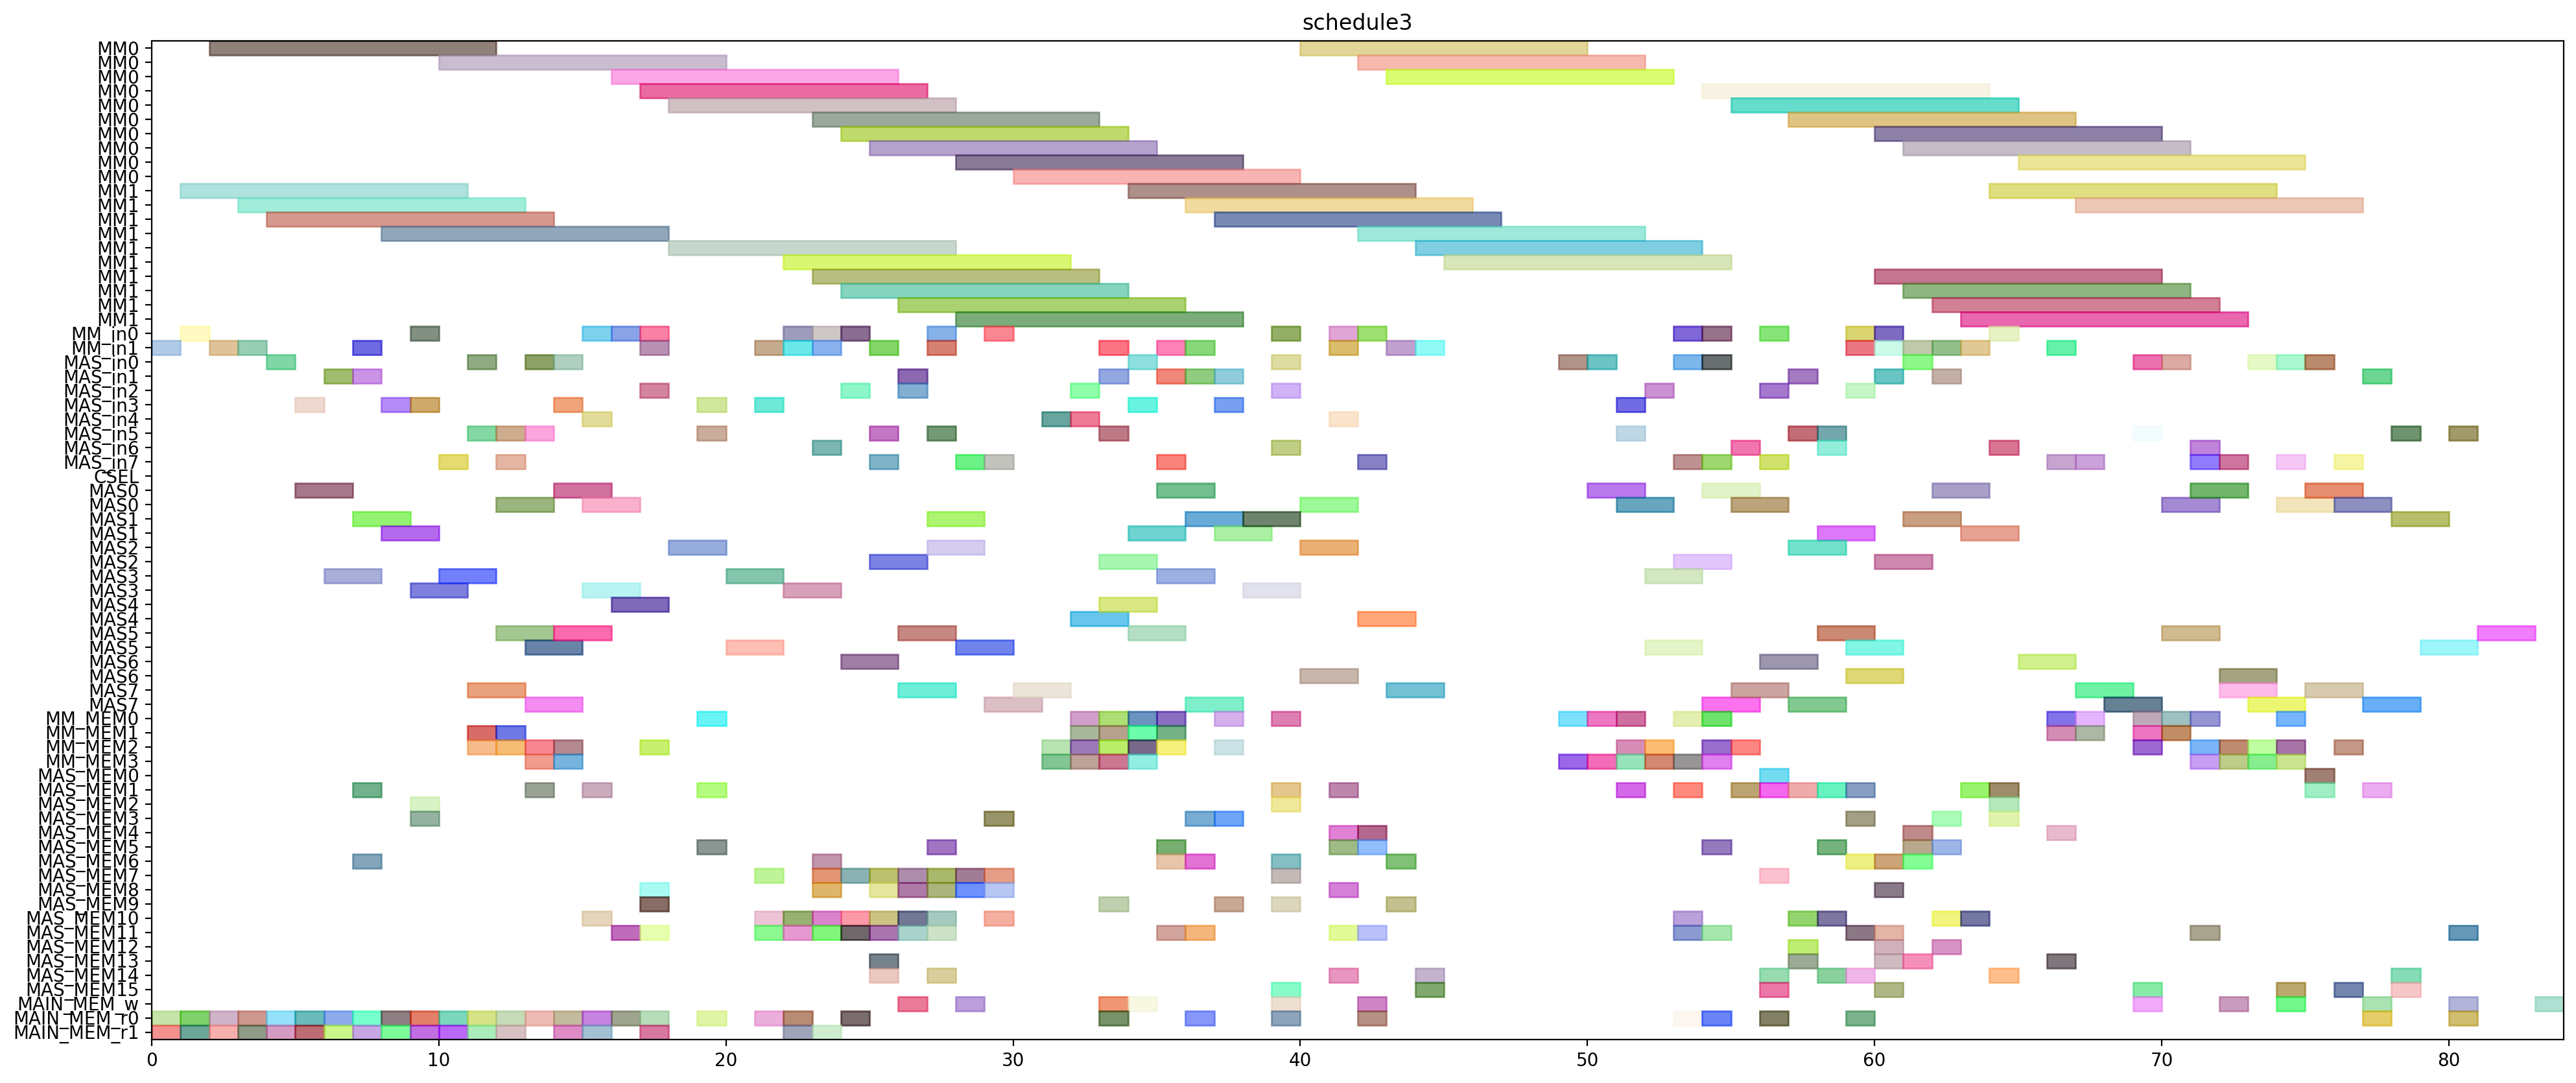 schedule3
MM0
MM0
MM0
MM0
MM0
MM0
MM0
MM0
MM0
MM0
MM1
MM1
MM1
MM1
MM1
MM1
MM1
MM1
MM1
MM1
MM_in0
MM_in1
MAS_in0
MAS_in1
MAS_in2
MAS_in3
MAS_in4
MAS_in5
MAS_in6
MAS_in7
CSEL
MAS0
MAS0
MAS1
MAS1
MAS2
MAS2
MAS3
MAS3
MAS4
MAS4
MAS5
MAS5
MAS6
MAS6
MAS7
MAS7
MM_MEM0
MM_MEM1
MM_MEM2
MM_MEM3
MAS_MEM0
MAS_MEM1
MAS_MEM2
MAS_MEM3
MAS_MEM4
MAS_MEM5
MAS_MEM6
MAS_MEM7
MAS_MEM8
MAS_MEM9
MAS_MEM10
MAS_MEM11
MAS_MEM12
MAS_MEM13
MAS_MEM14
MAS_MEM15
MAIN_MEM_w
MAIN_MEM_r0
MAIN_MEM_r1
0 10 20 30 40 50 60 70 80